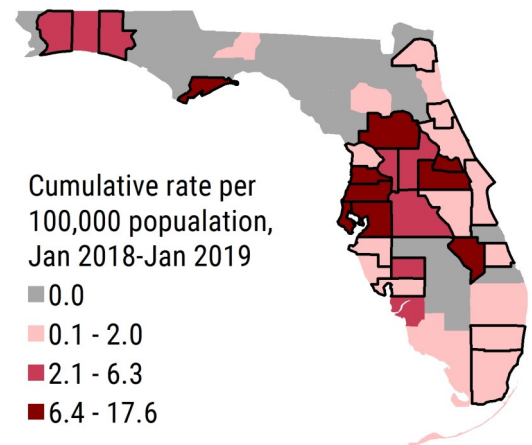 Cumulative rate per
100,000 popualation,
Jan 2018-Jan 2019
0.0
0.1 - 2.0
2.1 - 6.3
6.4 - 17.6